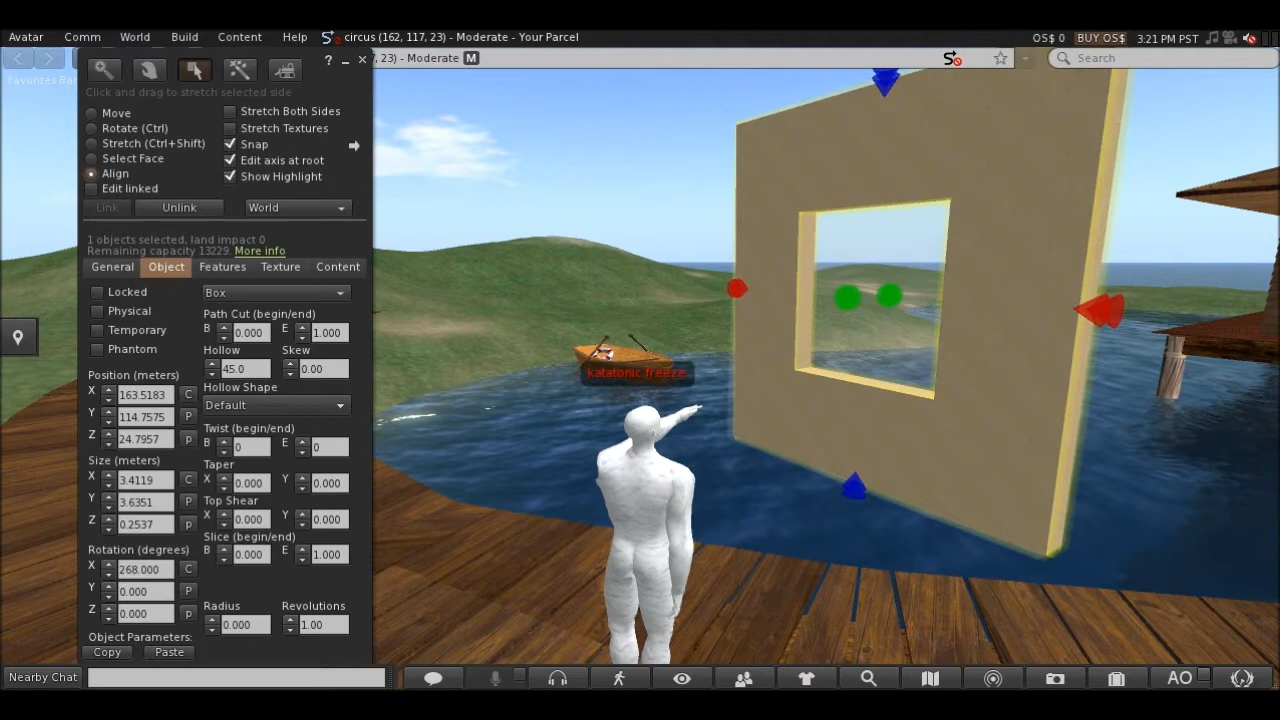 Avatar Comm World Build Content Help circus (162, 117, 23) - Moderate - Your Parcel OS$ 0 BUY OS$ 3:21 PM PST
7, 23) - Moderate M Search
Favorites Ba
? _ ×
Click and drag to stretch selected side
Move Stretch Both Sides
Rotate (Ctrl) Stretch Textures
Stretch (Ctrl+Shift) Snap
Select Face Edit axis at root
Align Show Highlight
Edit linked
Link Unlink World
1 objects selected, land impact 0
Remaining capacity 13229. More info
General Object Features Texture Content
Locked Box
Physical Path Cut (begin/end)
Temporary B 0.000 E 1.000
Phantom Hollow Skew
45.0 0.00
Position (meters) Hollow Shape
X 163.5183 C Default
Y 114.7575 P
Z 24.7957 p Twist (begin/end)
B 0 E 0
Size (meters) Taper
X 3.4119 C X 0.000 Y 0.000
Y 3.6351 P Top Shear
Z 0.2537 p X 0.000 Y 0.000
Rotation (degrees) Slice (begin/end)
X 268.000 C B 0.000 E 1.000
Y 0.000 P
Z 0.000 p Radius Revolutions
0.000 1.00
Object Parameters:
Copy Paste
katatonic freeze
Nearby Chat AO